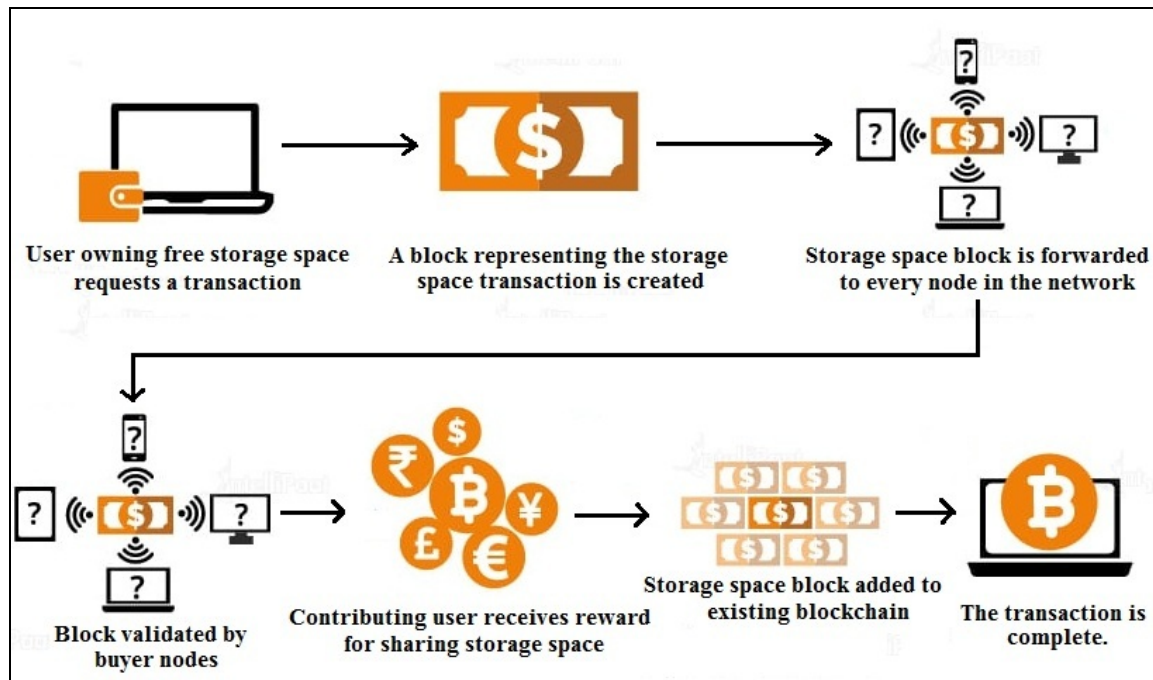 User owning free storage space
requests a transaction
A block representing the storage
space transaction is created
Storage space block is forwarded
to every node in the network
Block validated by
buyer nodes
Contributing user receives reward
for sharing storage space
Storage space block added to
existing blockchain
The transaction is
complete.